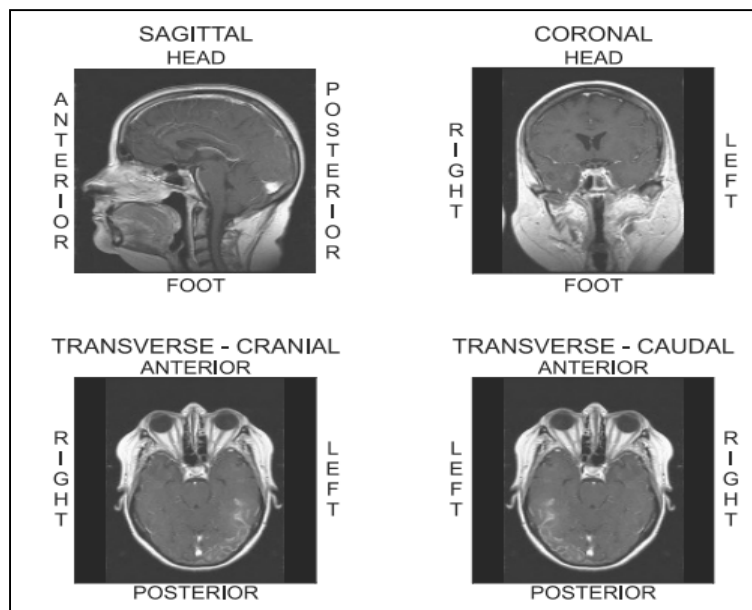 SAGITTAL
HEAD
ANTERIOR
POSTERIOR
FOOT
CORONAL
HEAD
RIGHT
LEFT
FOOT
TRANSVERSE - CRANIAL
ANTERIOR
RIGHT
LEFT
POSTERIOR
TRANSVERSE - CAUDAL
ANTERIOR
LEFT
RIGHT
POSTERIOR